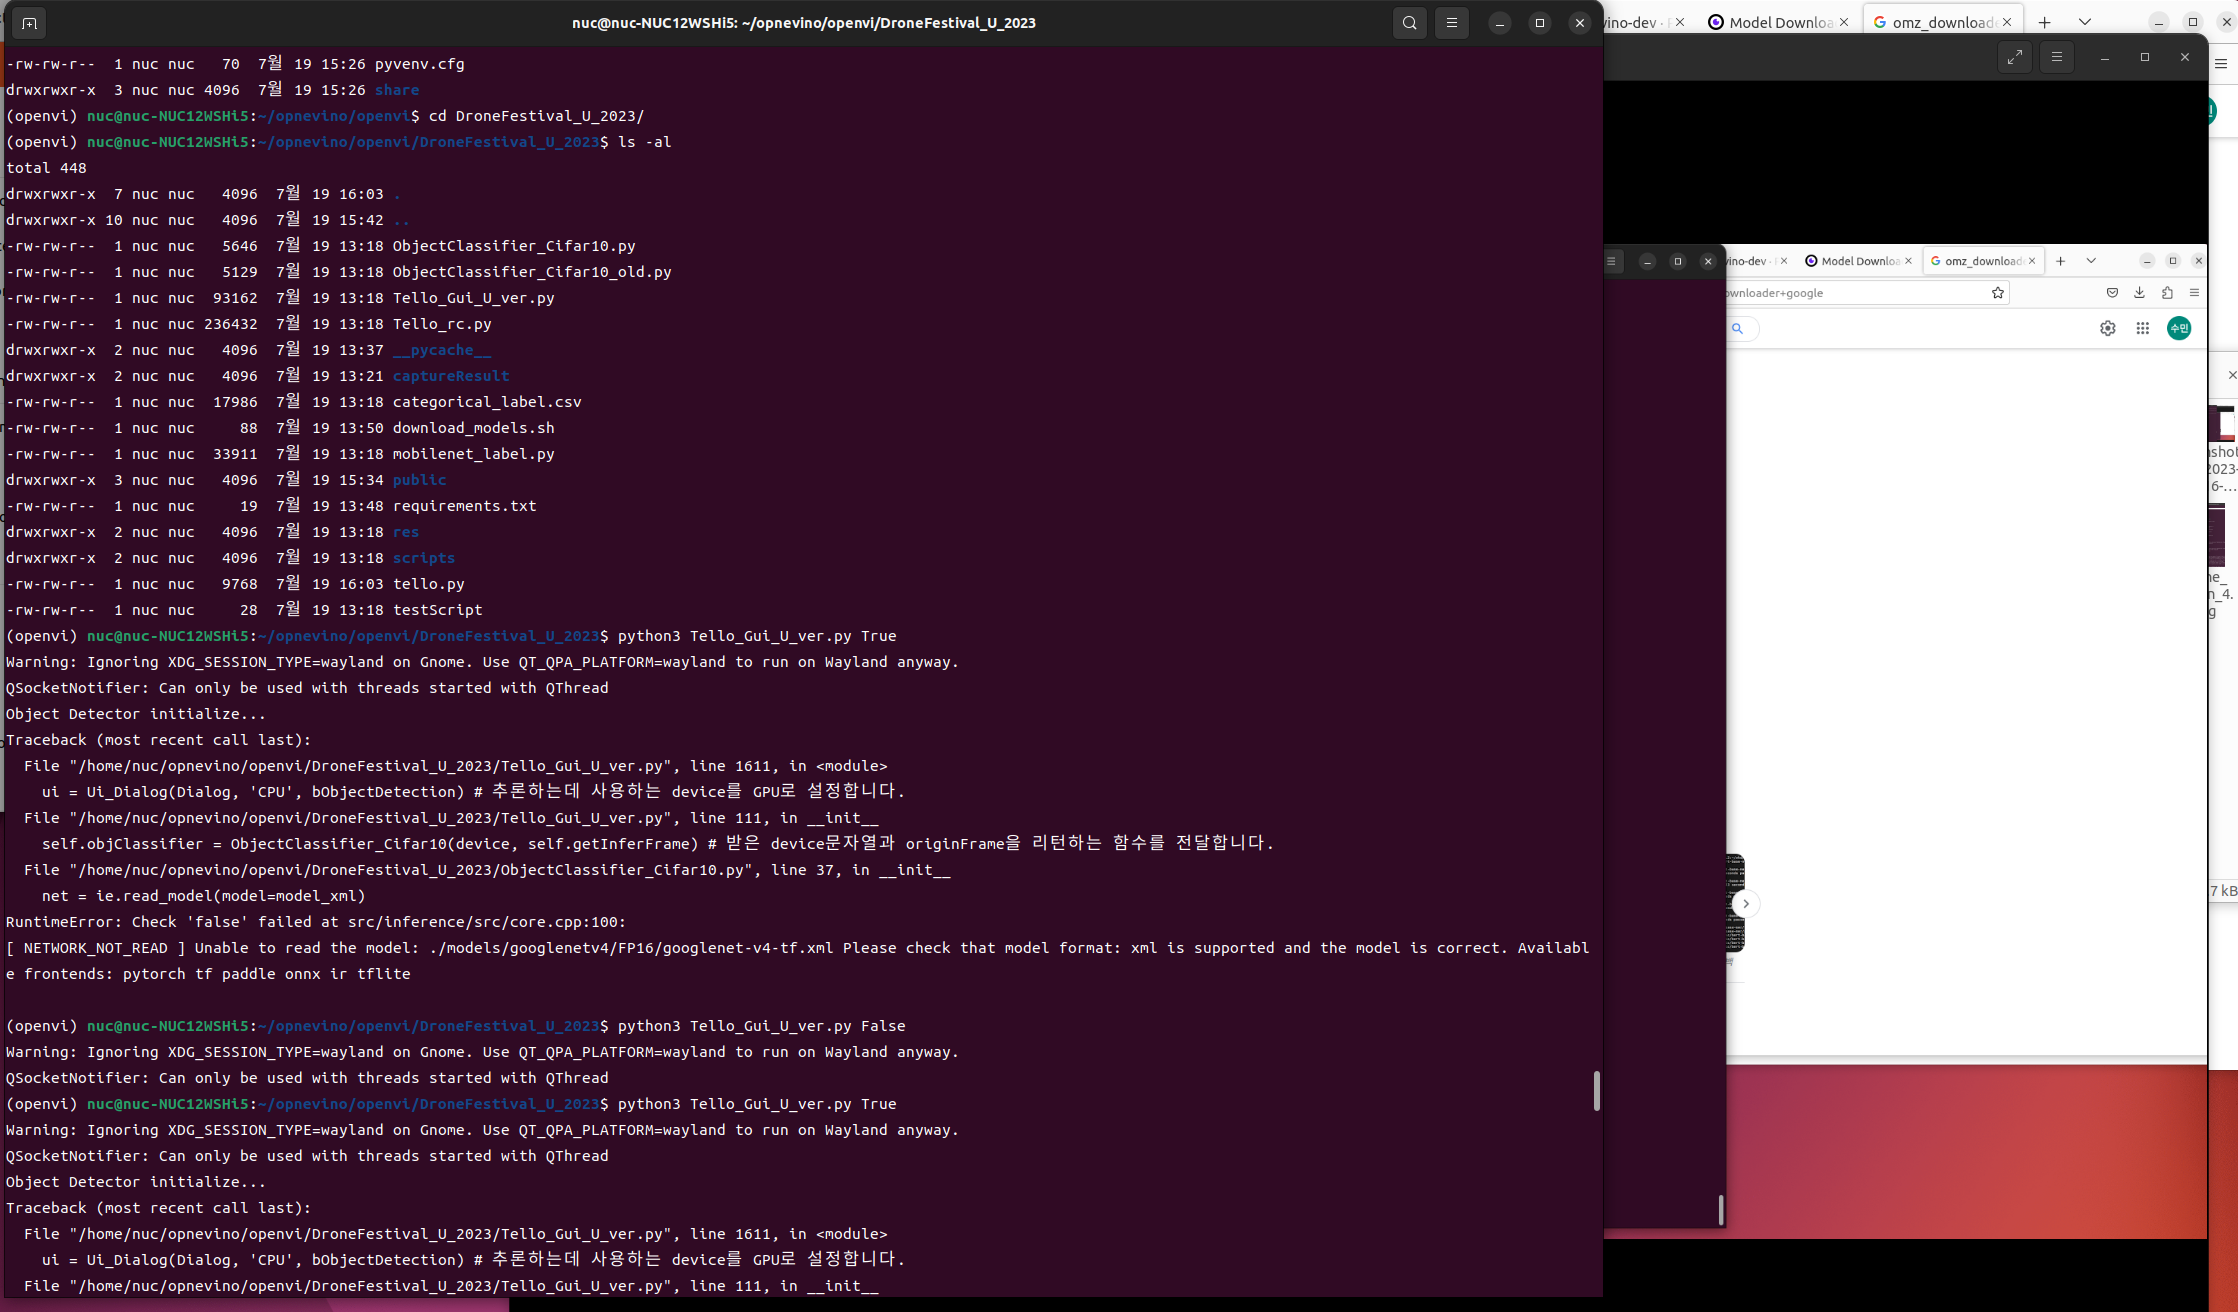 nuc@nuc-NUC12WSHi5: ~/opnevino/openvi/DroneFestival_U_2023
-rw-rw-r--  1 nuc nuc   70  7월 19 15:26 pyvenv.cfg
drwxrwxr-x  3 nuc nuc 4096  7월 19 15:26 share
(openvi) nuc@nuc-NUC12WSHi5:~/opnevino/openvi$ cd DroneFestival_U_2023/
(openvi) nuc@nuc-NUC12WSHi5:~/opnevino/openvi/DroneFestival_U_2023$ ls -al
total 448
drwxrwxr-x  7 nuc nuc   4096  7월 19 16:03 .
drwxrwxr-x 10 nuc nuc   4096  7월 19 15:42 ..
-rw-rw-r--  1 nuc nuc   5646  7월 19 13:18 ObjectClassifier_Cifar10.py
-rw-rw-r--  1 nuc nuc   5129  7월 19 13:18 ObjectClassifier_Cifar10_old.py
-rw-rw-r--  1 nuc nuc  93162  7월 19 13:18 Tello_Gui_U_ver.py
-rw-rw-r--  1 nuc nuc 236432  7월 19 13:18 Tello_rc.py
drwxrwxr-x  2 nuc nuc   4096  7월 19 13:37 __pycache__
drwxrwxr-x  2 nuc nuc   4096  7월 19 13:21 captureResult
-rw-rw-r--  1 nuc nuc  17986  7월 19 13:18 categorical_label.csv
-rw-rw-r--  1 nuc nuc     88  7월 19 13:50 download_models.sh
-rw-rw-r--  1 nuc nuc  33911  7월 19 13:18 mobilenet_label.py
drwxrwxr-x  3 nuc nuc   4096  7월 19 15:34 public
-rw-rw-r--  1 nuc nuc     19  7월 19 13:48 requirements.txt
drwxrwxr-x  2 nuc nuc   4096  7월 19 13:18 res
drwxrwxr-x  2 nuc nuc   4096  7월 19 13:18 scripts
-rw-rw-r--  1 nuc nuc   9768  7월 19 16:03 tello.py
-rw-rw-r--  1 nuc nuc     28  7월 19 13:18 testScript
(openvi) nuc@nuc-NUC12WSHi5:~/opnevino/openvi/DroneFestival_U_2023$ python3 Tello_Gui_U_ver.py True
Warning: Ignoring XDG_SESSION_TYPE=wayland on Gnome. Use QT_QPA_PLATFORM=wayland to run on Wayland anyway.
QSocketNotifier: Can only be used with threads started with QThread
Object Detector initialize...
Traceback (most recent call last):
  File "/home/nuc/opnevino/openvi/DroneFestival_U_2023/Tello_Gui_U_ver.py", line 1611, in <module>
    ui = Ui_Dialog(Dialog, 'CPU', bObjectDetection) # 추론하는데 사용하는 device를 GPU로 설정합니다.
  File "/home/nuc/opnevino/openvi/DroneFestival_U_2023/Tello_Gui_U_ver.py", line 111, in __init__
    self.objClassifier = ObjectClassifier_Cifar10(device, self.getInferFrame) # 받은 device문자열과 originFrame을 리턴하는 함수를 전달합니다.
  File "/home/nuc/opnevino/openvi/DroneFestival_U_2023/ObjectClassifier_Cifar10.py", line 37, in __init__
    net = ie.read_model(model=model_xml)
RuntimeError: Check 'false' failed at src/inference/src/core.cpp:100:
[ NETWORK_NOT_READ ] Unable to read the model: ./models/googlenetv4/FP16/googlenet-v4-tf.xml Please check that model format: xml is supported and the model is correct. Availabl
e frontends: pytorch tf paddle onnx ir tflite
(openvi) nuc@nuc-NUC12WSHi5:~/opnevino/openvi/DroneFestival_U_2023$ python3 Tello_Gui_U_ver.py False
Warning: Ignoring XDG_SESSION_TYPE=wayland on Gnome. Use QT_QPA_PLATFORM=wayland to run on Wayland anyway.
QSocketNotifier: Can only be used with threads started with QThread
(openvi) nuc@nuc-NUC12WSHi5:~/opnevino/openvi/DroneFestival_U_2023$ python3 Tello_Gui_U_ver.py True
Warning: Ignoring XDG_SESSION_TYPE=wayland on Gnome. Use QT_QPA_PLATFORM=wayland to run on Wayland anyway.
QSocketNotifier: Can only be used with threads started with QThread
Object Detector initialize...
Traceback (most recent call last):
  File "/home/nuc/opnevino/openvi/DroneFestival_U_2023/Tello_Gui_U_ver.py", line 1611, in <module>
    ui = Ui_Dialog(Dialog, 'CPU', bObjectDetection) # 추론하는데 사용하는 device를 GPU로 설정합니다.
  File "/home/nuc/opnevino/openvi/DroneFestival_U_2023/Tello_Gui_U_ver.py", line 111, in __init__
vino-dev · Model Downloa omz_downloade
ino-dev · Model Downloa omz_download
ownloader+google
수민
2023-
7 kB